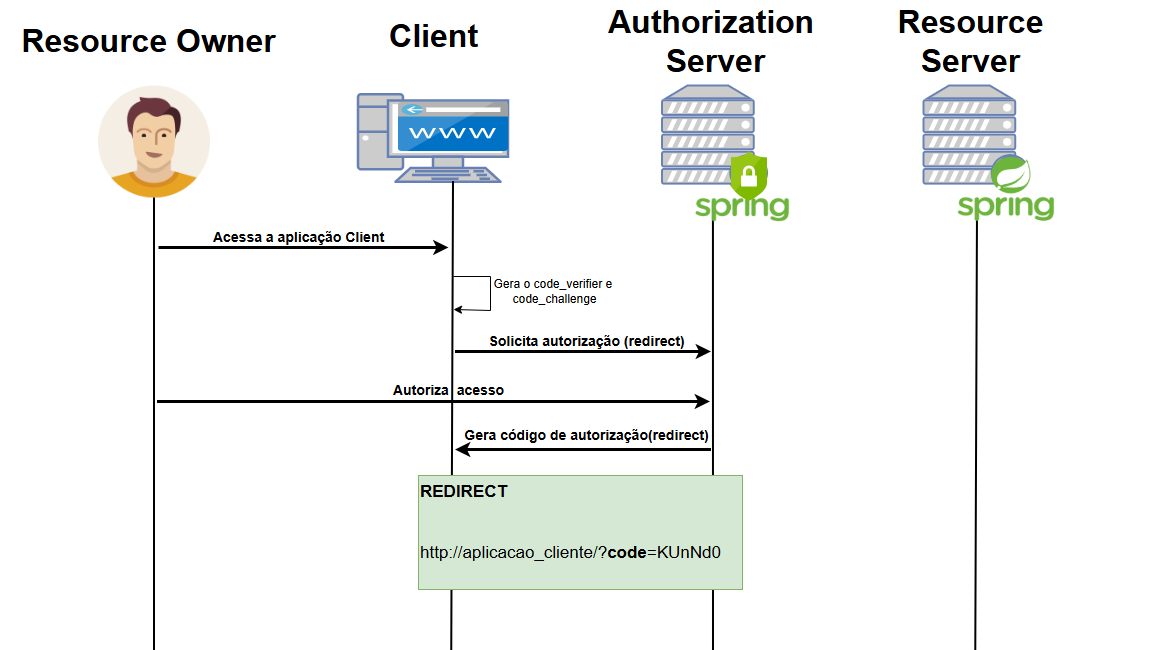 Resource Owner
Client
Authorization
Server
Resource
Server
WWW
spring
spring
Acessa a aplicação Client
Gera o code_verifier e
code_challenge
Solicita autorização (redirect)
Autoriza acesso
Gera código de autorização(redirect)
REDIRECT
http://aplicacao_cliente/?code=KUnNd0